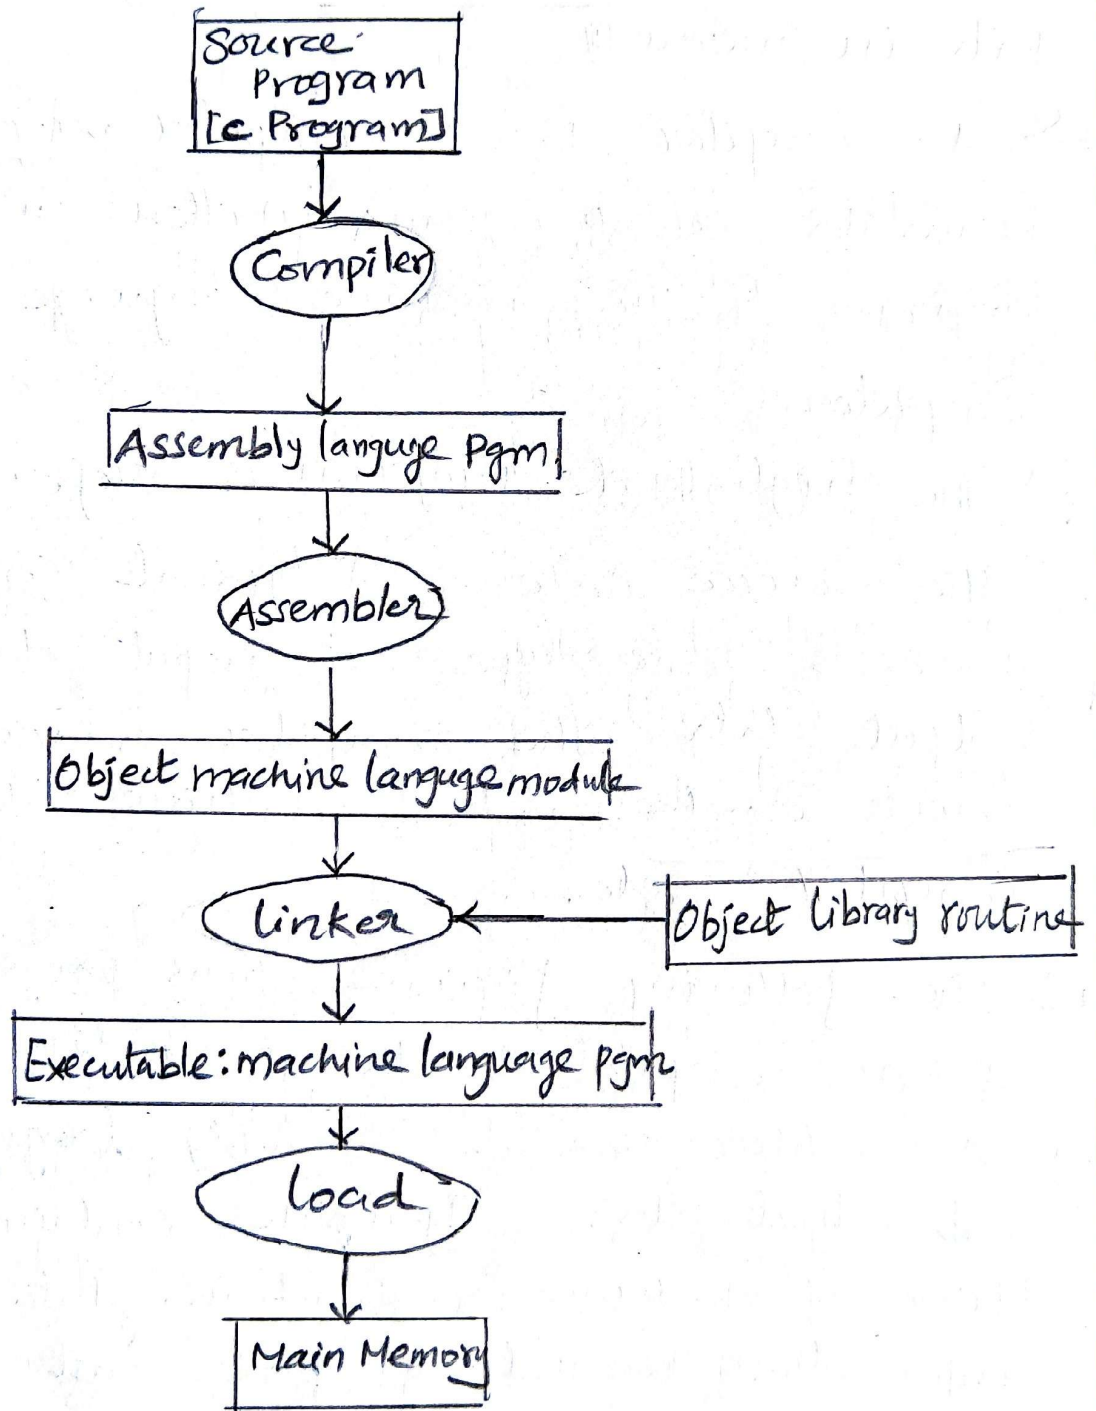 Source
Program
[C Program]
Compiler
Assembly languge Pgm
Assembler
Object machine languge module
linker
Object library routine
Executable: machine language pgm
load
Main Memory